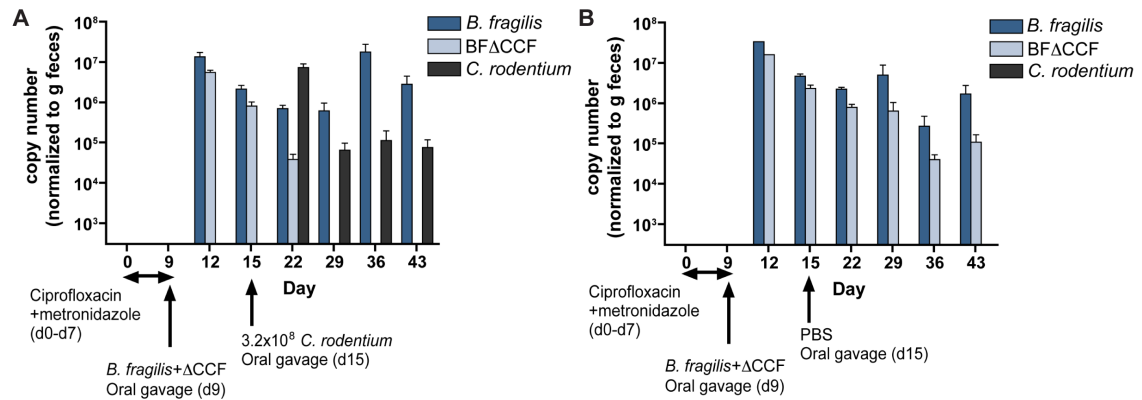 A
copy number
(normalized to g feces)
10⁸
10⁷
10⁶
10⁵
10⁴
10³
B. fragilis
BFΔCCF
C. rodentium
0 9 12 15 22 29 36 43
Day
Ciprofloxacin
+metronidazole
(d0-d7)
B. fragilis+ΔCCF
Oral gavage (d9)
3.2x10⁸ C. rodentium
Oral gavage (d15)
B
copy number
(normalized to g feces)
10⁸
10⁷
10⁶
10⁵
10⁴
10³
B. fragilis
BFΔCCF
C. rodentium
0 9 12 15 22 29 36 43
Day
Ciprofloxacin
+metronidazole
(d0-d7)
B. fragilis+ΔCCF
Oral gavage (d9)
PBS
Oral gavage (d15)